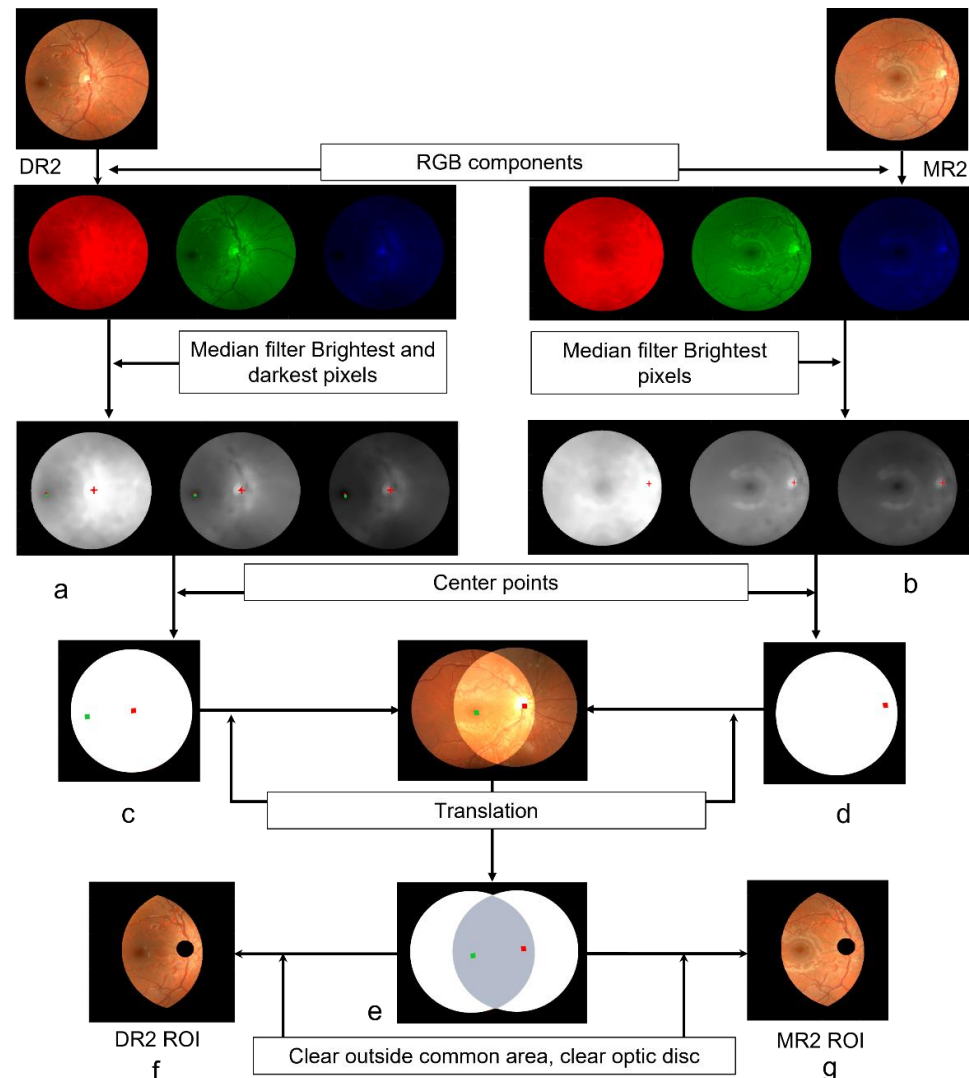 DR2
RGB components
MR2
Median filter Brightest and
darkest pixels
Median filter Brightest
pixels
a
Center points
b
c
Translation
d
e
DR2 ROI
Clear outside common area, clear optic disc
MR2 ROI
f
g